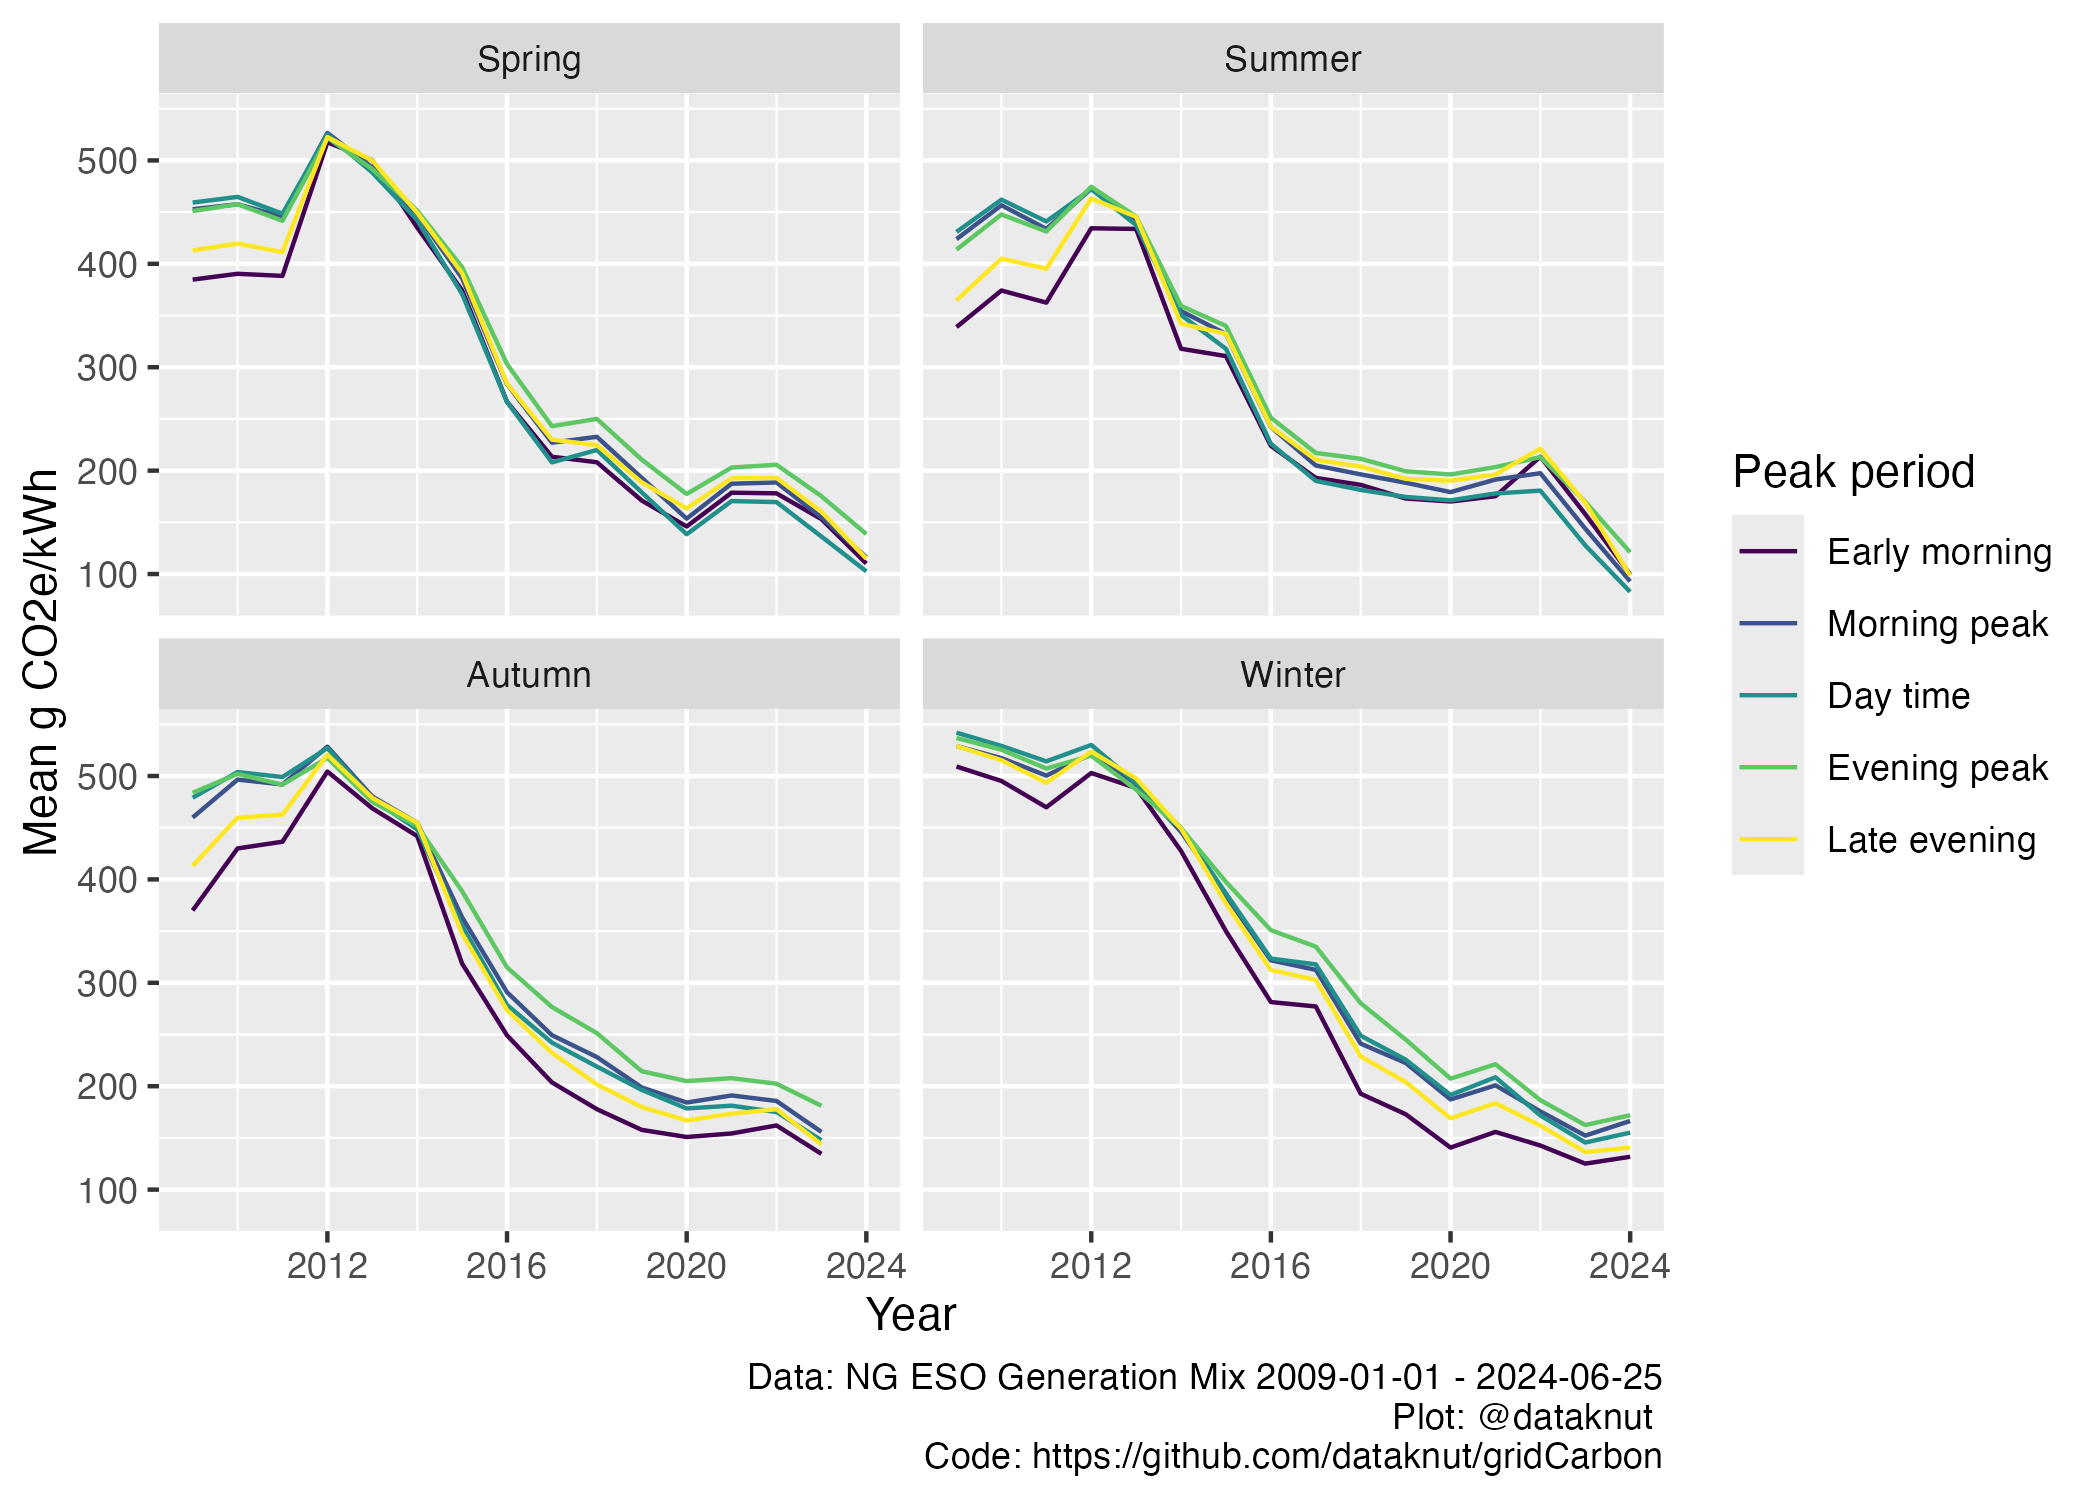 Spring
Summer
500
400
300
200
100
Autumn
Winter
500
400
300
200
100
2012
2016
2020
2024
2012
2016
2020
2024
Mean g CO2e/kWh
Year
Peak period
Early morning
Morning peak
Day time
Evening peak
Late evening
Data: NG ESO Generation Mix 2009-01-01 - 2024-06-25
Plot: @dataknut
Code: https://github.com/dataknut/gridCarbon